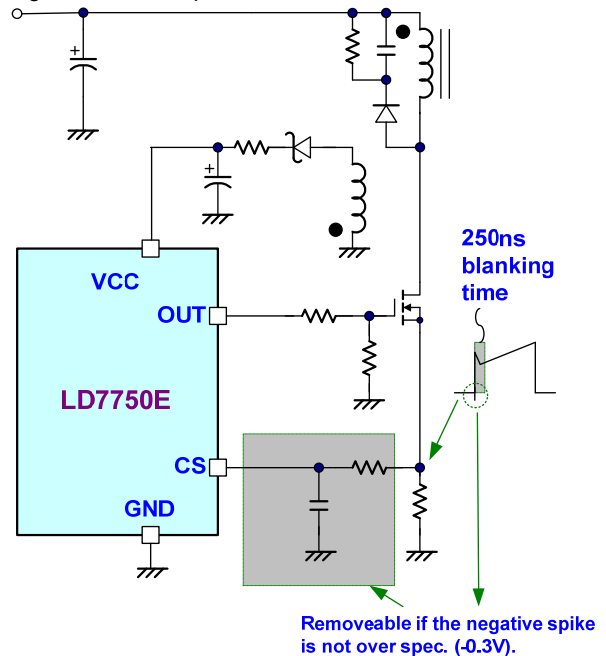 +
+
250ns
blanking
time
VCC
OUT
LD7750E
CS
GND
Removeable if the negative spike
is not over spec. (-0.3V).